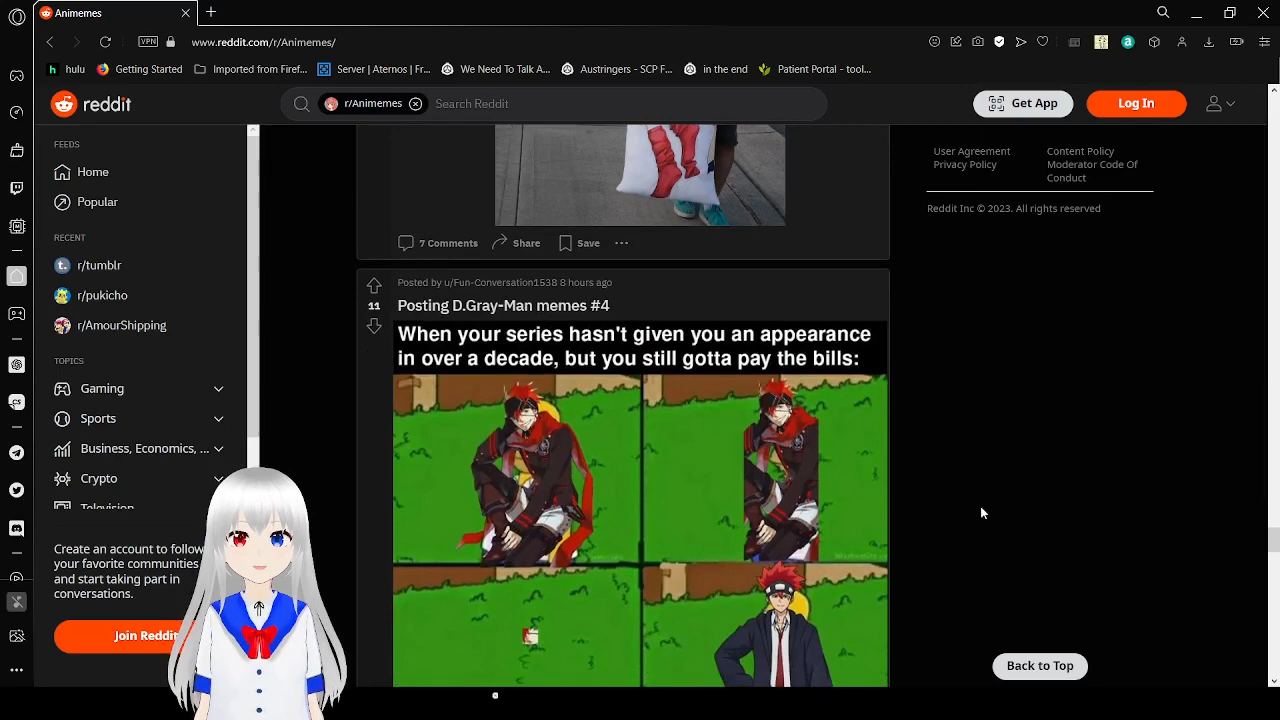 Animemes
VPN
www.reddit.com/r/Animemes/
h hulu
Getting Started
Imported from Firef...
Server | Aternos | Fr...
We Need To Talk A...
Austringers - SCP F...
in the end
Patient Portal - tool...
reddit
r/Animemes
Search Reddit
Get App
Log In
FEEDS
Home
Popular
RECENT
r/tumblr
r/pukicho
r/AmourShipping
TOPICS
Gaming
Sports
Business, Economics, ...
Crypto
Television
Create an account to follow
your favorite communities
and start taking part in
conversations.
Join Reddit
7 Comments
Share
Save
Posted by u/Fun-Conversation1538 8 hours ago
11
Posting D.Gray-Man memes #4
When your series hasn't given you an appearance
in over a decade, but you still gotta pay the bills:
User Agreement
Privacy Policy
Content Policy
Moderator Code Of
Conduct
Reddit Inc © 2023. All rights reserved
Back to Top